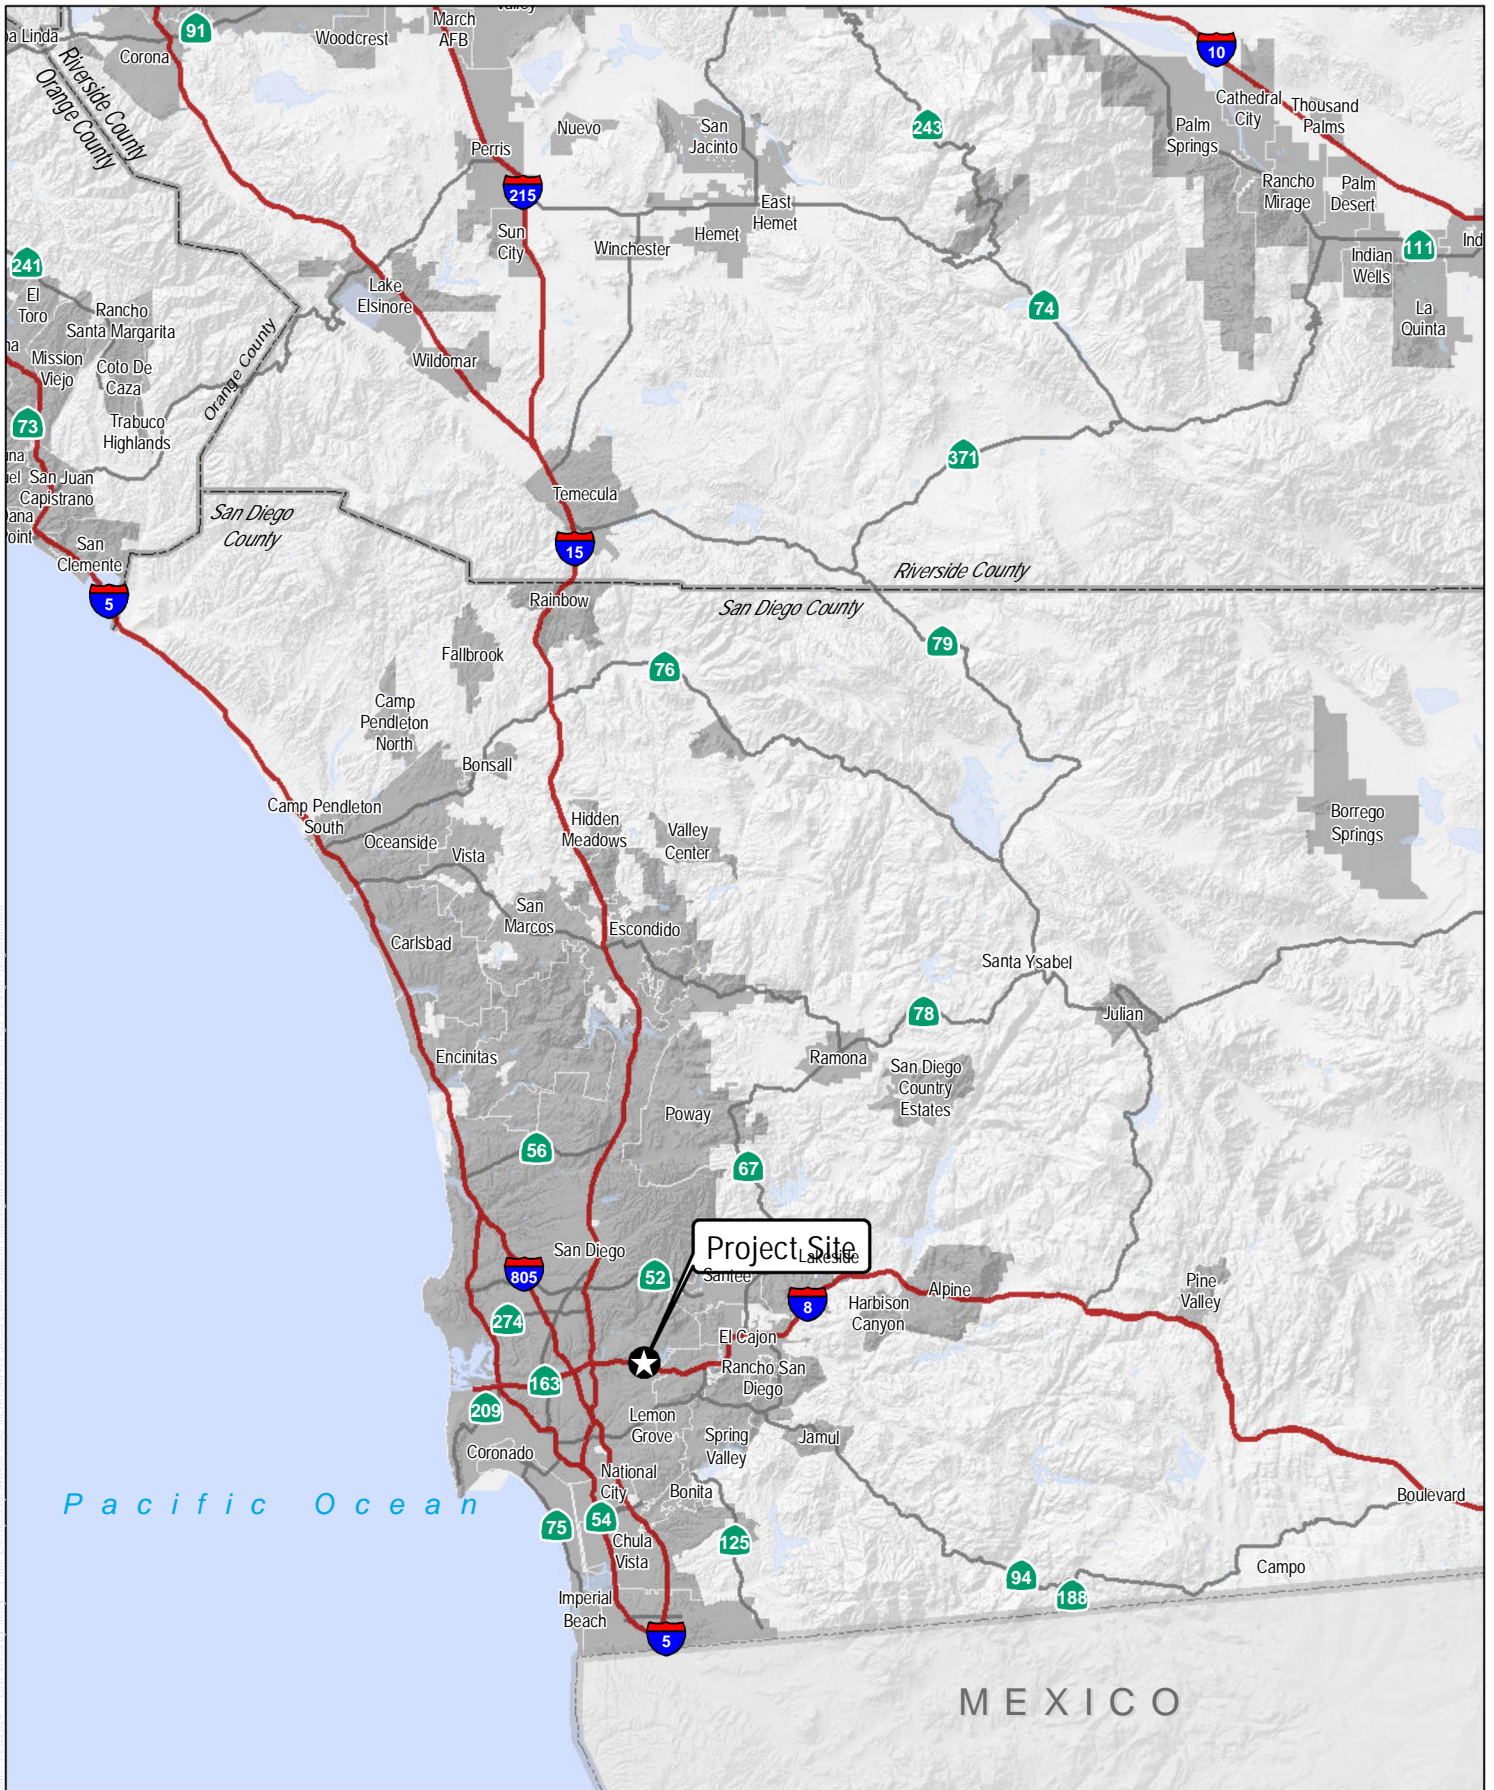 Valley
March
AFB
91
Woodcrest
a Linda
Corona
10
Riverside County
Orange County
Cathedral
City
Thousand
Palms
243
Nuevo
San
Jacinto
Palm
Springs
Perris
215
Rancho
Mirage
Palm
Desert
East
Hemet
Sun
City
Winchester
Hemet
111
Ind
Indian
Wells
241
El
Toro
Rancho
Santa Margarita
Lake
Elsinore
74
La
Quinta
na
Mission
Viejo
Coto De
Caza
Wildomar
Orange County
73
Trabuco
Highlands
371
una
uel
San Juan
Capistrano
Temecula
ana
oint
San Diego
County
San
Clemente
15
Riverside County
5
Rainbow
San Diego County
79
Fallbrook
76
Camp
Pendleton
North
Bonsall
Camp Pendleton
South
Hidden
Meadows
Valley
Center
Borrego
Springs
Oceanside
Vista
San
Marcos
Escondido
Carlsbad
Santa Ysabel
78
Julian
Encinitas
Ramona
San Diego
Country
Estates
Poway
56
67
Project Site
San Diego
Lakeside
Santee
805
52
8
Alpine
Pine
Valley
Harbison
Canyon
274
El Cajon
Rancho San
Diego
163
209
Lemon
Grove
Spring
Valley
Jamul
Coronado
National
City
Bonita
Boulevard
Pacific Ocean
75
54
Chula
Vista
125
Campo
94
188
Imperial
Beach
5
MEXICO